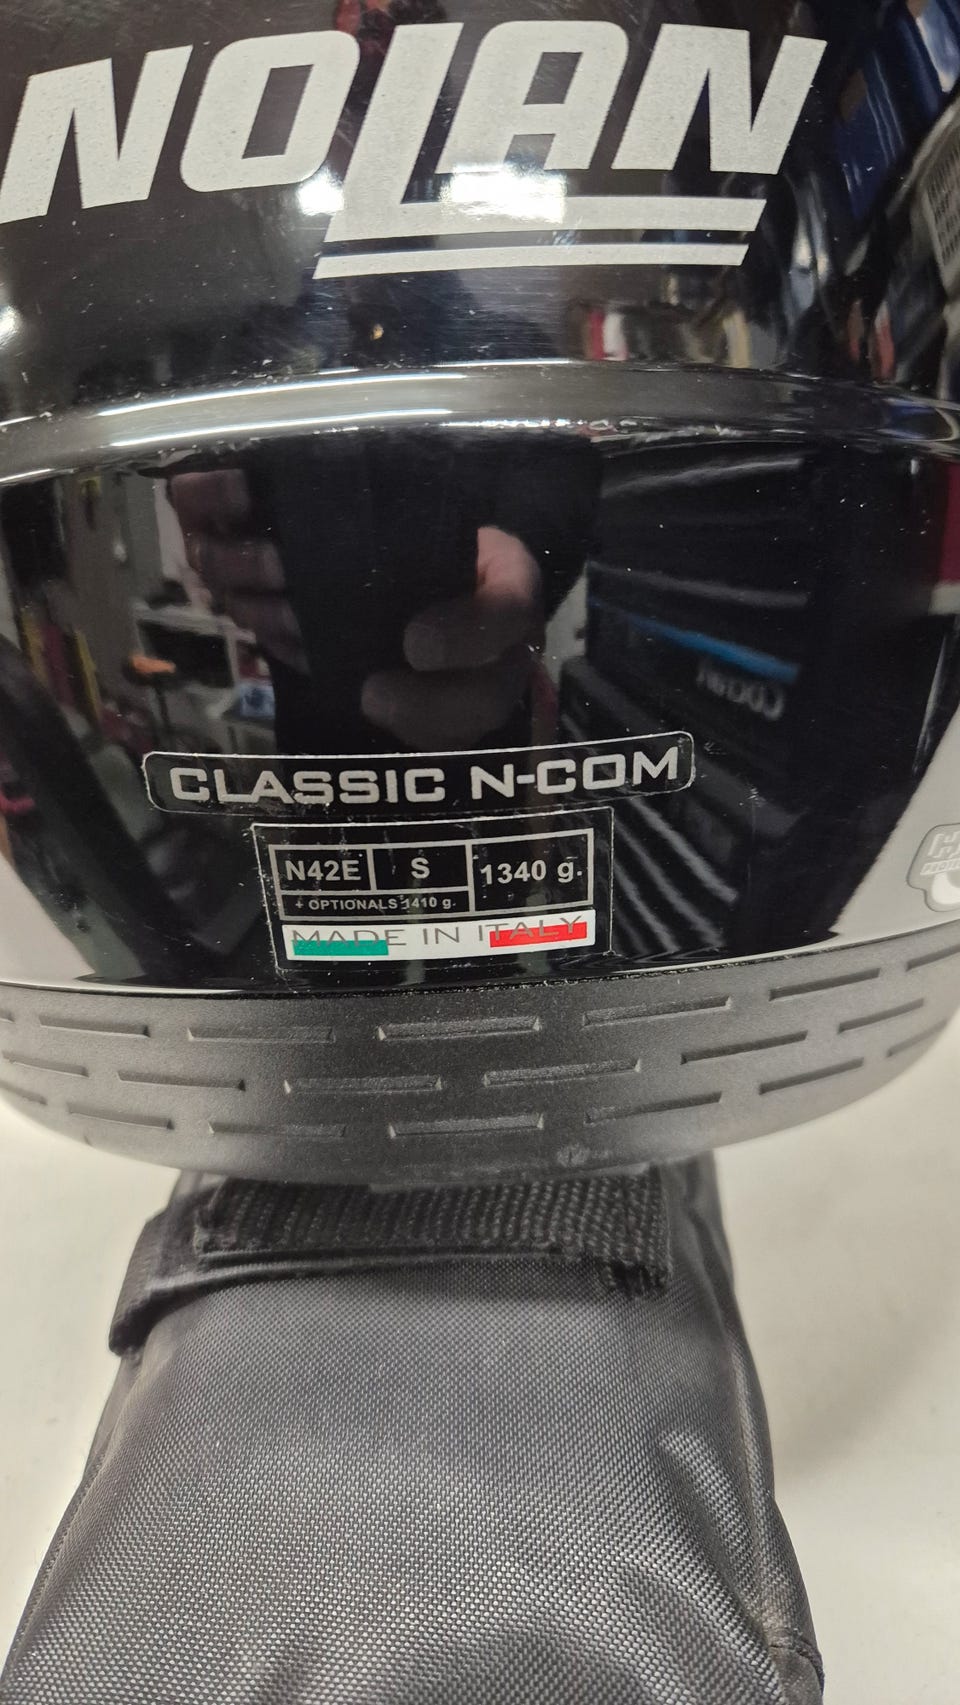 NOLAN
CLASSIC N-COM
N42E S 1340 g.
+ OPTIONALS 1410 g.
MADE IN ITALY